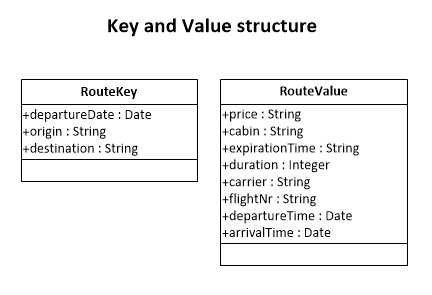 Key and Value structure
RouteKey
+departureDate : Date
+origin : String
+destination : String
RouteValue
+price : String
+cabin : String
+expirationTime : String
+duration : Integer
+carrier : String
+flightNr : String
+departureTime : Date
+arrivalTime : Date